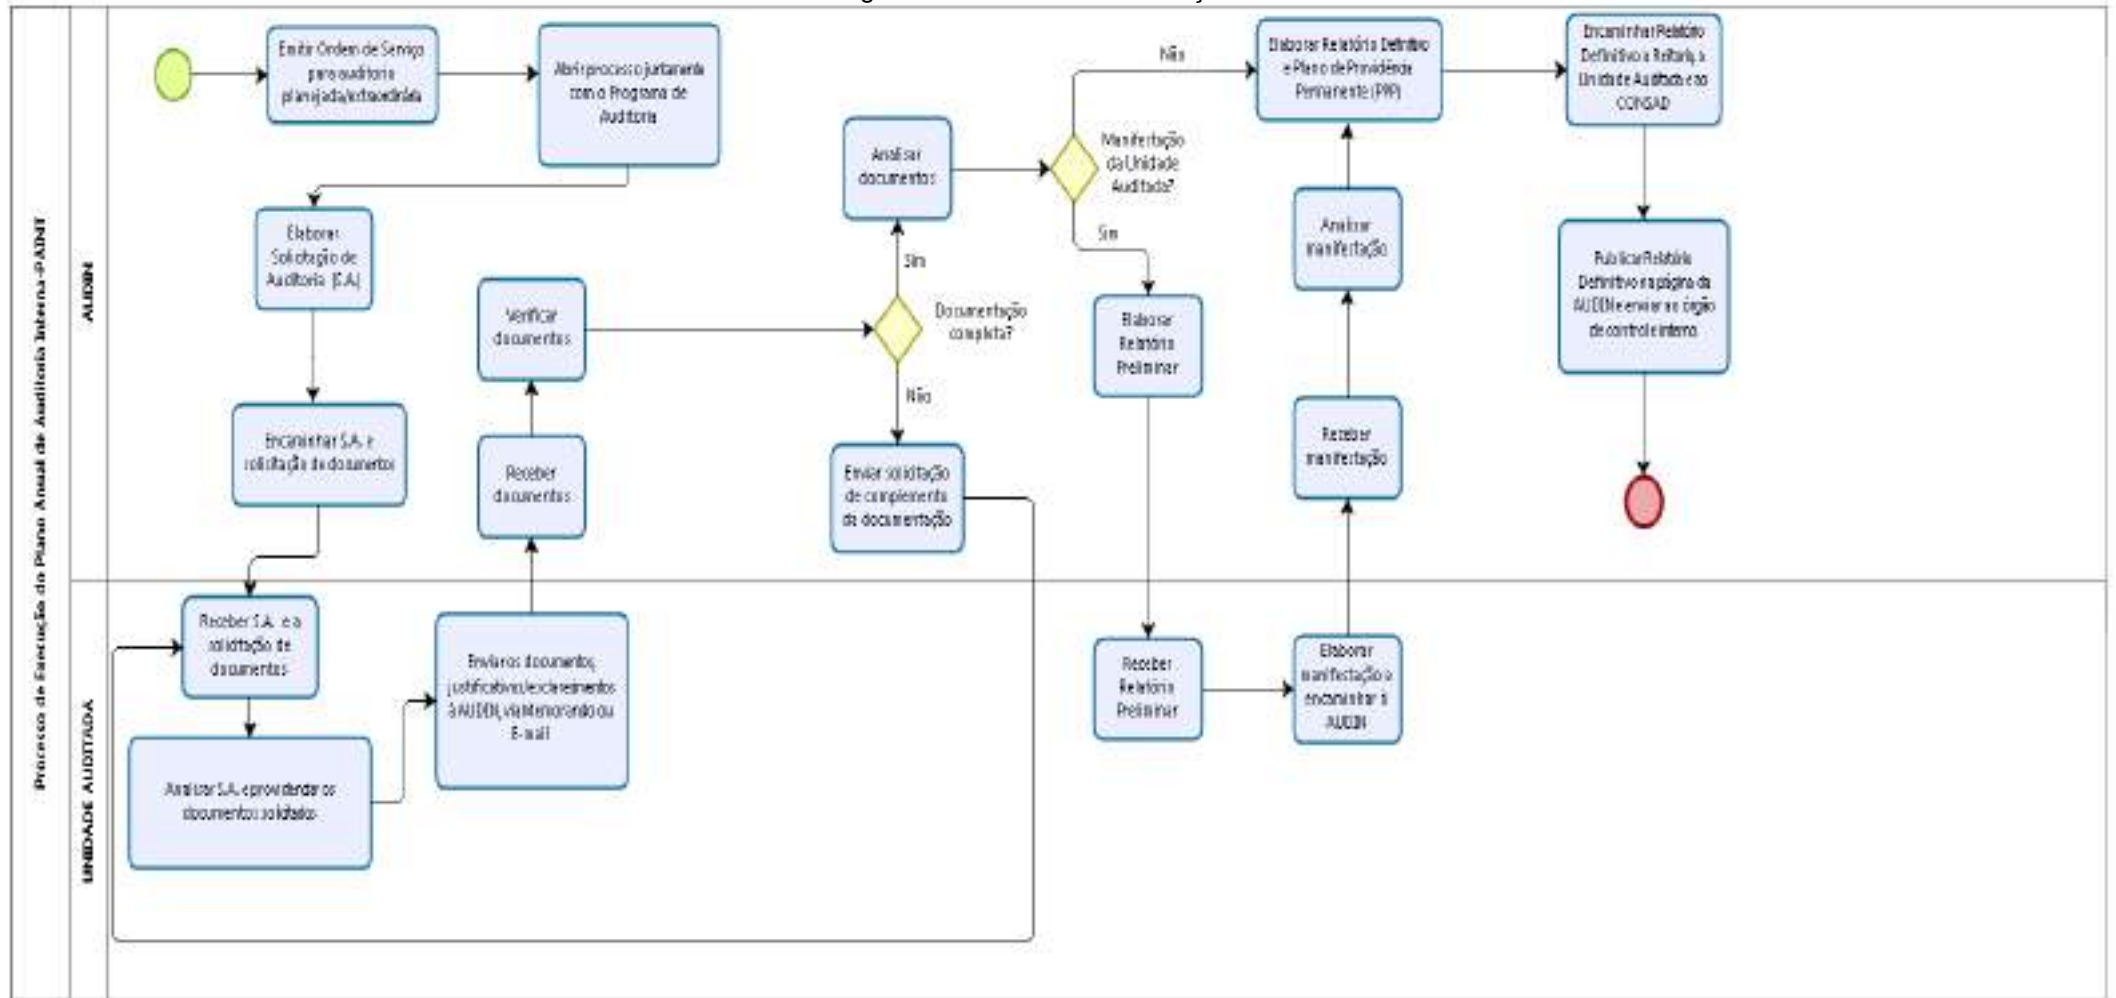 Processo de Execução do Plano Anual de Auditoria Interna-PAINT
AUDIN
Emitir Ordem de Serviço
para auditoria
planejada/extraordinária
Abrir processo juntamente
com o Programa de
Auditoria
Elaborar
Solicitação de
Auditoria (S.A.)
Encaminhar S.A. e
solicitação de documentos
Verificar
documentos
Receber
documentos
Analisar
documentos
Sim
Documentação
completa?
Não
Enviar solicitação
de complemento
da documentação
Manifestação
da Unidade
Auditada?
Não
Sim
Elaborar
Relatório
Preliminar
Elaborar Relatório Definitivo
e Plano de Providência
Permanente (PPP)
Analisar
manifestação
Receber
manifestação
Encaminhar Relatório
Definitivo a Reitoria, a
Unidade Auditada e ao
CONSAD
Publicar Relatório
Definitivo na página da
AUDIN e enviar ao órgão
de controle interno
UNIDADE AUDITADA
Receber S.A. e a
solicitação de
documentos
Analisar S.A. e providenciar os
documentos solicitados
Enviar os documentos,
justificativas/esclarecimentos
à AUDIN, via Memorando ou
E-mail
Receber
Relatório
Preliminar
Elaborar
manifestação e
encaminhar à
AUDIN